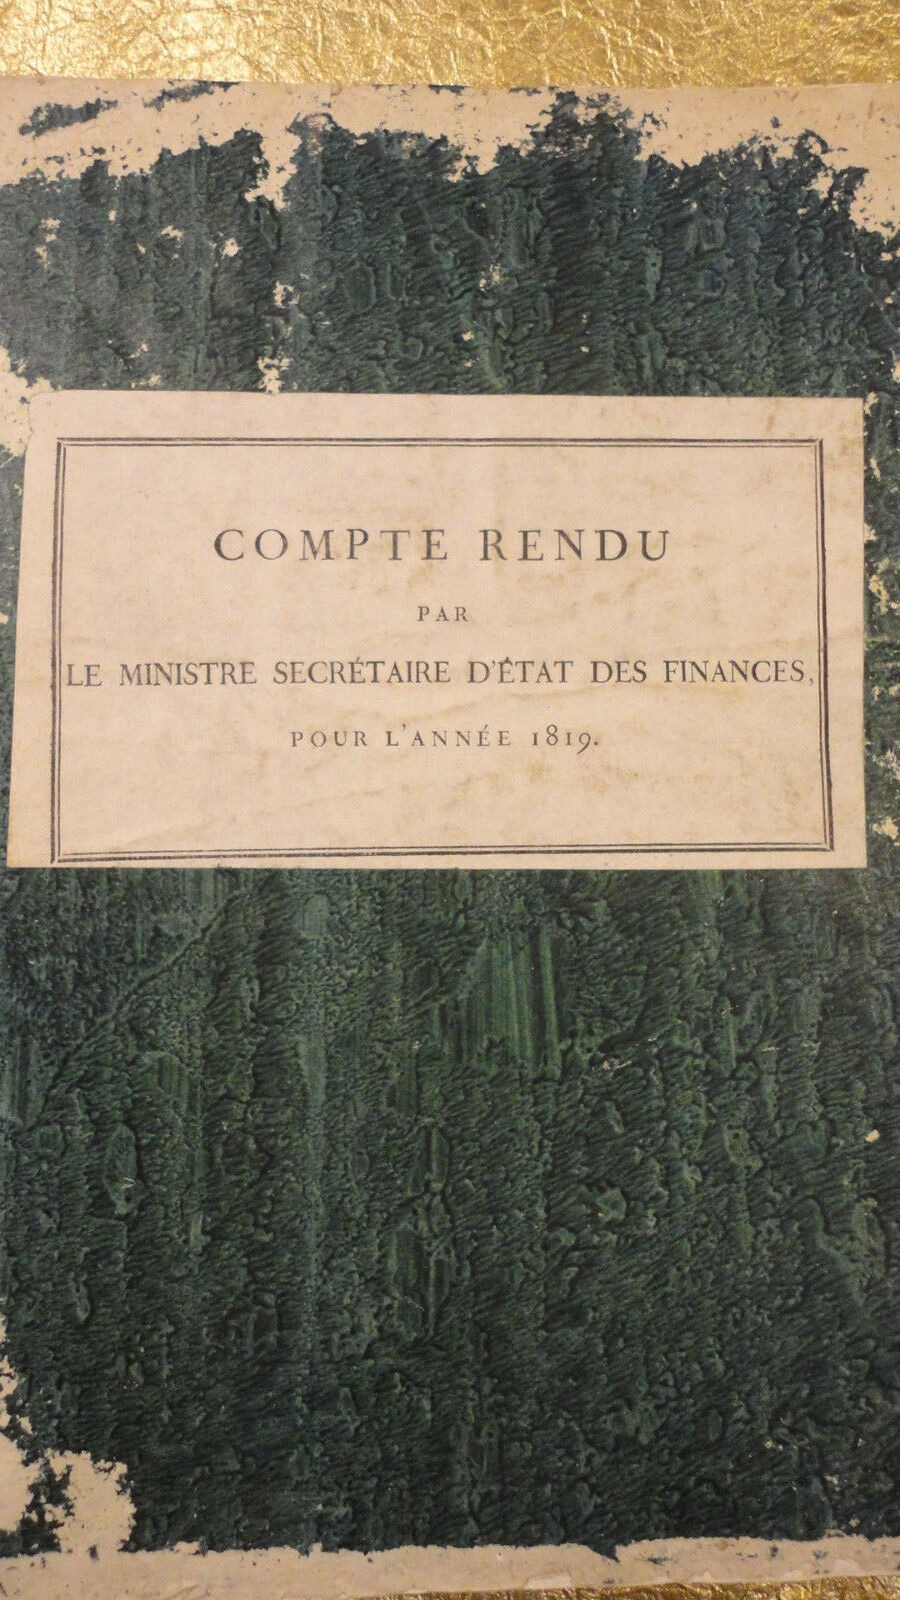 COMPTE RENDU
PAR
LE MINISTRE SECRÉTAIRE D'ÉTAT DES FINANCES,
POUR L'ANNÉE 1819.